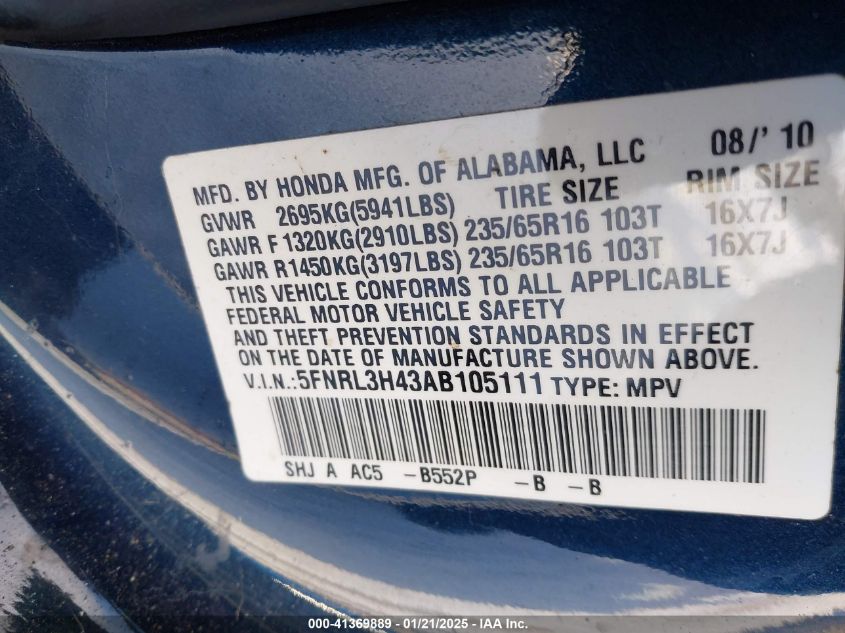 MFD. BY HONDA MFG. OF ALABAMA, LLC 08/' 10
GVWR 2695KG(5941LBS) TIRE SIZE RIM SIZE
GAWR F 1320KG(2910LBS) 235/65R16 103T 16X7J
GAWR R1450KG(3197LBS) 235/65R16 103T 16X7J
THIS VEHICLE CONFORMS TO ALL APPLICABLE
FEDERAL MOTOR VEHICLE SAFETY
AND THEFT PREVENTION STANDARDS IN EFFECT
ON THE DATE OF MANUFACTURE SHOWN ABOVE.
V.I.N.:5FNRL3H43AB105111 TYPE: MPV
SHJ A AC5 -B552P -B -B
000-41369889 - 01/21/2025 - IAA Inc.